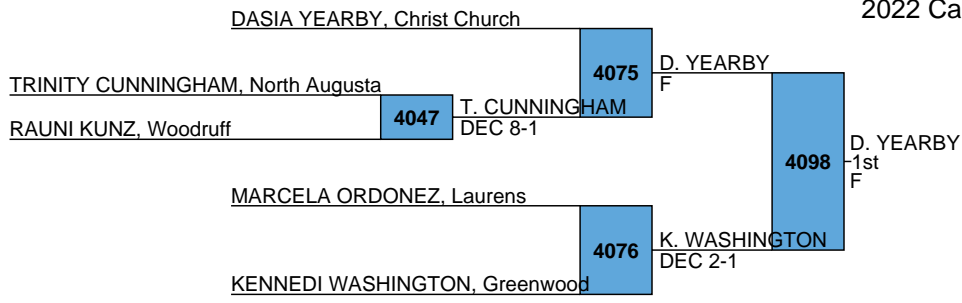 2022 Ca
DASIA YEARBY, Christ Church
4075
D. YEARBY
F
TRINITY CUNNINGHAM, North Augusta
4047
T. CUNNINGHAM
DEC 8-1
RAUNI KUNZ, Woodruff
4098
D. YEARBY
1st
F
MARCELA ORDONEZ, Laurens
4076
K. WASHINGTON
DEC 2-1
KENNEDI WASHINGTON, Greenwood